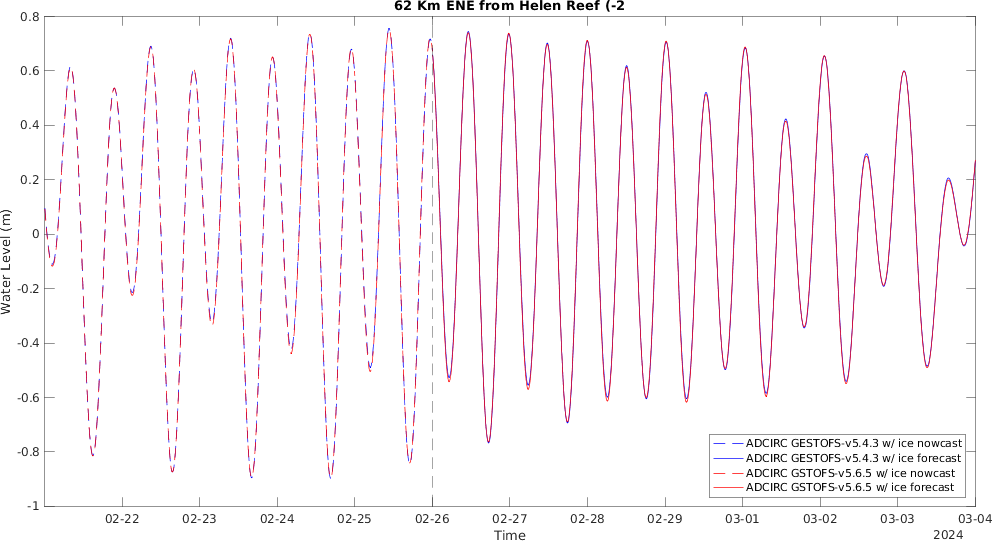 62 Km ENE from Helen Reef (-2
0.8
0.6
0.4
0.2
0
-0.2
-0.4
-0.6
-0.8
-1
Water Level (m)
ADCIRC GESTOFS-v5.4.3 w/ ice nowcast
ADCIRC GESTOFS-v5.4.3 w/ ice forecast
ADCIRC GSTOFS-v5.6.5 w/ ice nowcast
ADCIRC GSTOFS-v5.6.5 w/ ice forecast
02-22 02-23 02-24 02-25 02-26 02-27 02-28 02-29 03-01 03-02 03-03 03-04
Time
2024